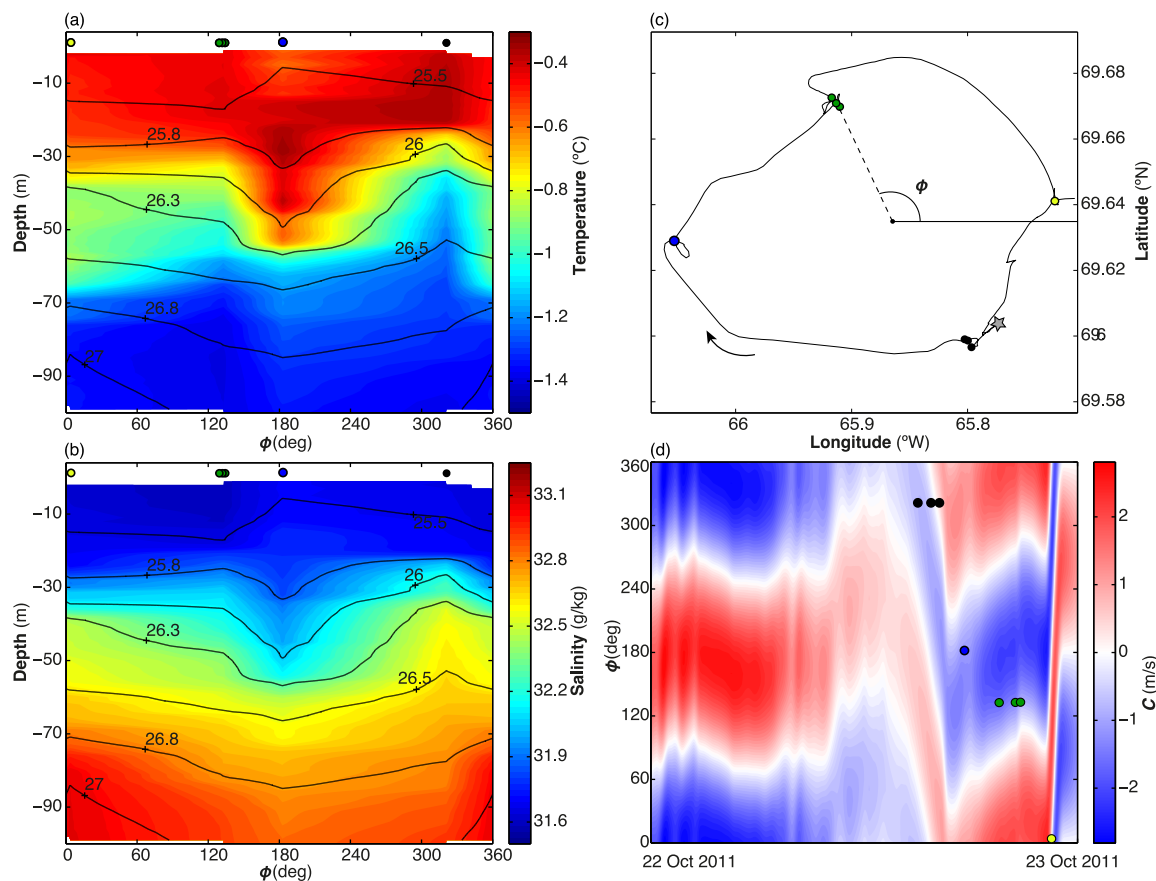 (a)
−10
−30
−50
−70
−90
Depth (m)
25.5
25.8
26
26.3
26.5
26.8
27
0 60 120 180 240 300 360
ϕ(deg)
−0.4
−0.6
−0.8
−1
−1.2
−1.4
Temperature (°C)
(c)
ϕ
69.68
69.66
69.64
69.62
69.6
69.58
Latitude (°N)
66 65.9 65.8
Longitude (°W)
(b)
−10
−30
−50
−70
−90
Depth (m)
25.5
25.8
26
26.3
26.5
26.8
27
0 60 120 180 240 300 360
ϕ(deg)
33.1
32.8
32.5
32.2
31.9
31.6
Salinity (g/kg)
(d)
360
300
240
180
120
60
0
ϕ(deg)
22 Oct 2011 23 Oct 2011
2
1
0
−1
−2
C (m/s)